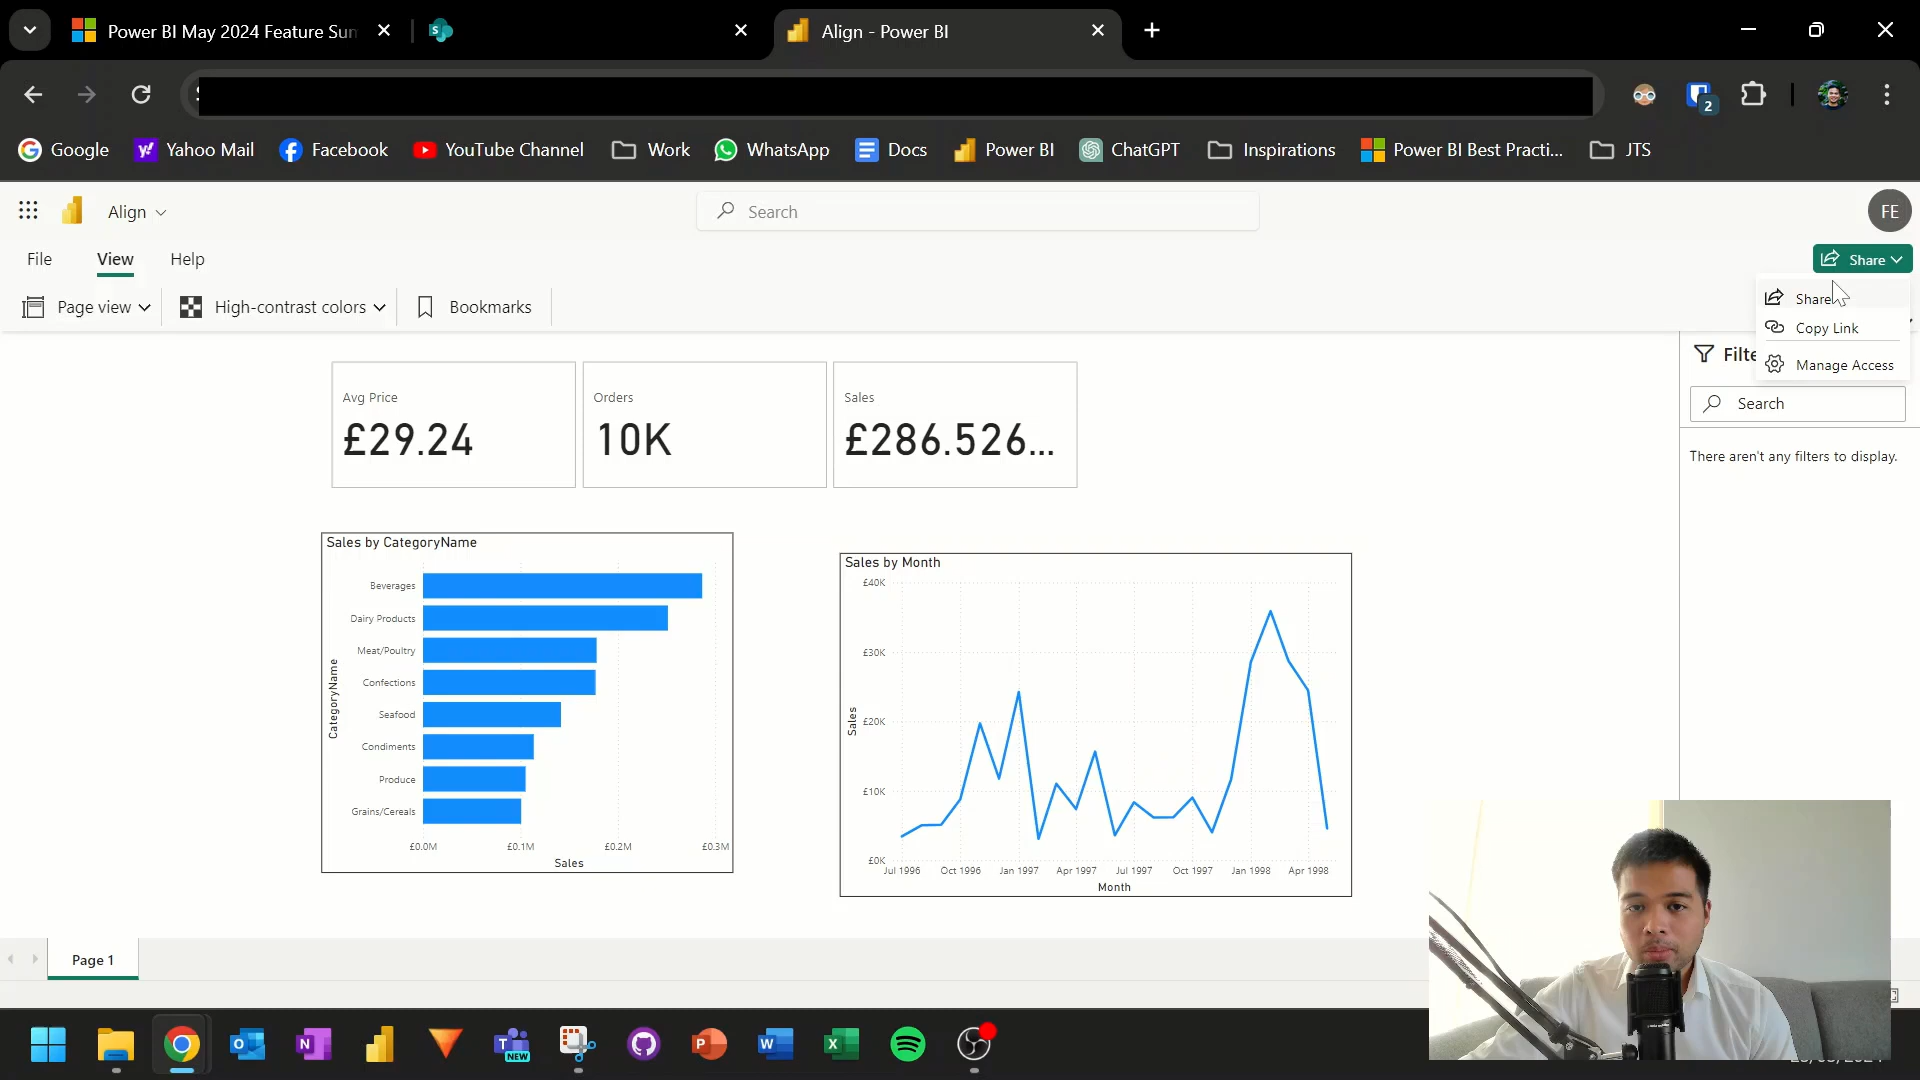 Power BI May 2024 Feature Sun
Align - Power BI
2
Google
Yahoo Mail
Facebook
YouTube Channel
Work
WhatsApp
Docs
Power BI
ChatGPT
Inspirations
Power BI Best Practi...
JTS
Align
Search
FE
File
View
Help
Share
Page view
High-contrast colors
Bookmarks
Share
Copy Link
Manage Access
Filte
Search
There aren't any filters to display.
Avg Price
£29.24
Orders
10K
Sales
£286.526...
Sales by CategoryName
Beverages
Dairy Products
Meat/Poultry
Confections
Seafood
Condiments
Produce
Grains/Cereals
CategoryName
£0.0M
£0.1M
£0.2M
£0.3M
Sales
Sales by Month
£40K
£30K
£20K
£10K
£0K
Sales
Jul 1996
Oct 1996
Jan 1997
Apr 1997
Jul 1997
Oct 1997
Jan 1998
Apr 1998
Month
Page 1
NEW